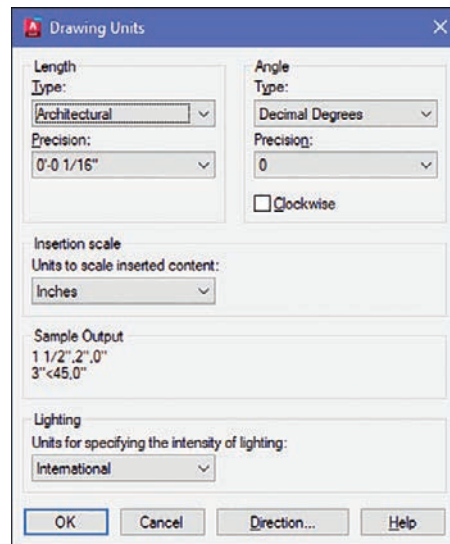 Drawing Units
Length
Type:
Architectural
Precision:
0'-0 1/16"
Angle
Type:
Decimal Degrees
Precision:
0
Clockwise
Insertion scale
Units to scale inserted content:
Inches
Sample Output
1 1/2",2",0"
3"<45,0"
Lighting
Units for specifying the intensity of lighting:
International
OK
Cancel
Direction...
Help